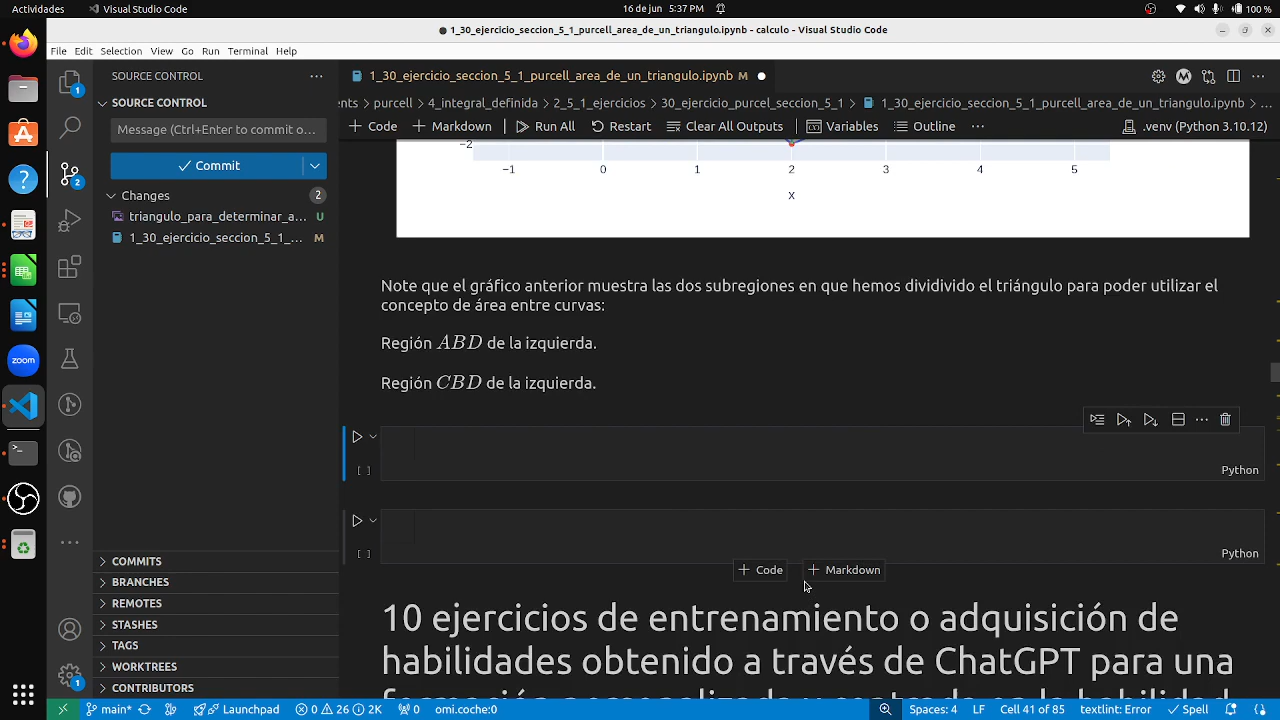 Actividades
Visual Studio Code
16 de jun 5:37 PM
100 %
1_30_ejercicio_seccion_5_1_purcell_area_de_un_triangulo.ipynb - calculo - Visual Studio Code
File Edit Selection View Go Run Terminal Help
SOURCE CONTROL
1_30_ejercicio_seccion_5_1_purcell_area_de_un_triangulo.ipynb M
SOURCE CONTROL
ents > purcell > 4_integral_definida > 2_5_1_ejercicios > 30_ejercicio_purcel_seccion_5_1 > 1_30_ejercicio_seccion_5_1_purcell_area_de_un_triangulo.ipynb > ...
Message (Ctrl+Enter to commit o...
+ Code + Markdown Run All Restart Clear All Outputs Variables Outline ... .venv (Python 3.10.12)
Commit
Changes 2
triangulo_para_determinar_a... U
1_30_ejercicio_seccion_5_1_... M
−2
−1 0 1 2 3 4 5
x
Note que el gráfico anterior muestra las dos subregiones en que hemos dividivido el triángulo para poder utilizar el
concepto de área entre curvas:
Región ABD de la izquierda.
Región CBD de la izquierda.
[ ]
Python
[ ]
Python
+ Code + Markdown
10 ejercicios de entrenamiento o adquisición de
habilidades obtenido a través de ChatGPT para una
COMMITS
BRANCHES
REMOTES
STASHES
TAGS
WORKTREES
CONTRIBUTORS
zoom
1
2
1
main* Launchpad 0 26 2K 0 omi.coche:0 Spaces: 4 LF Cell 41 of 85 textlint: Error Spell